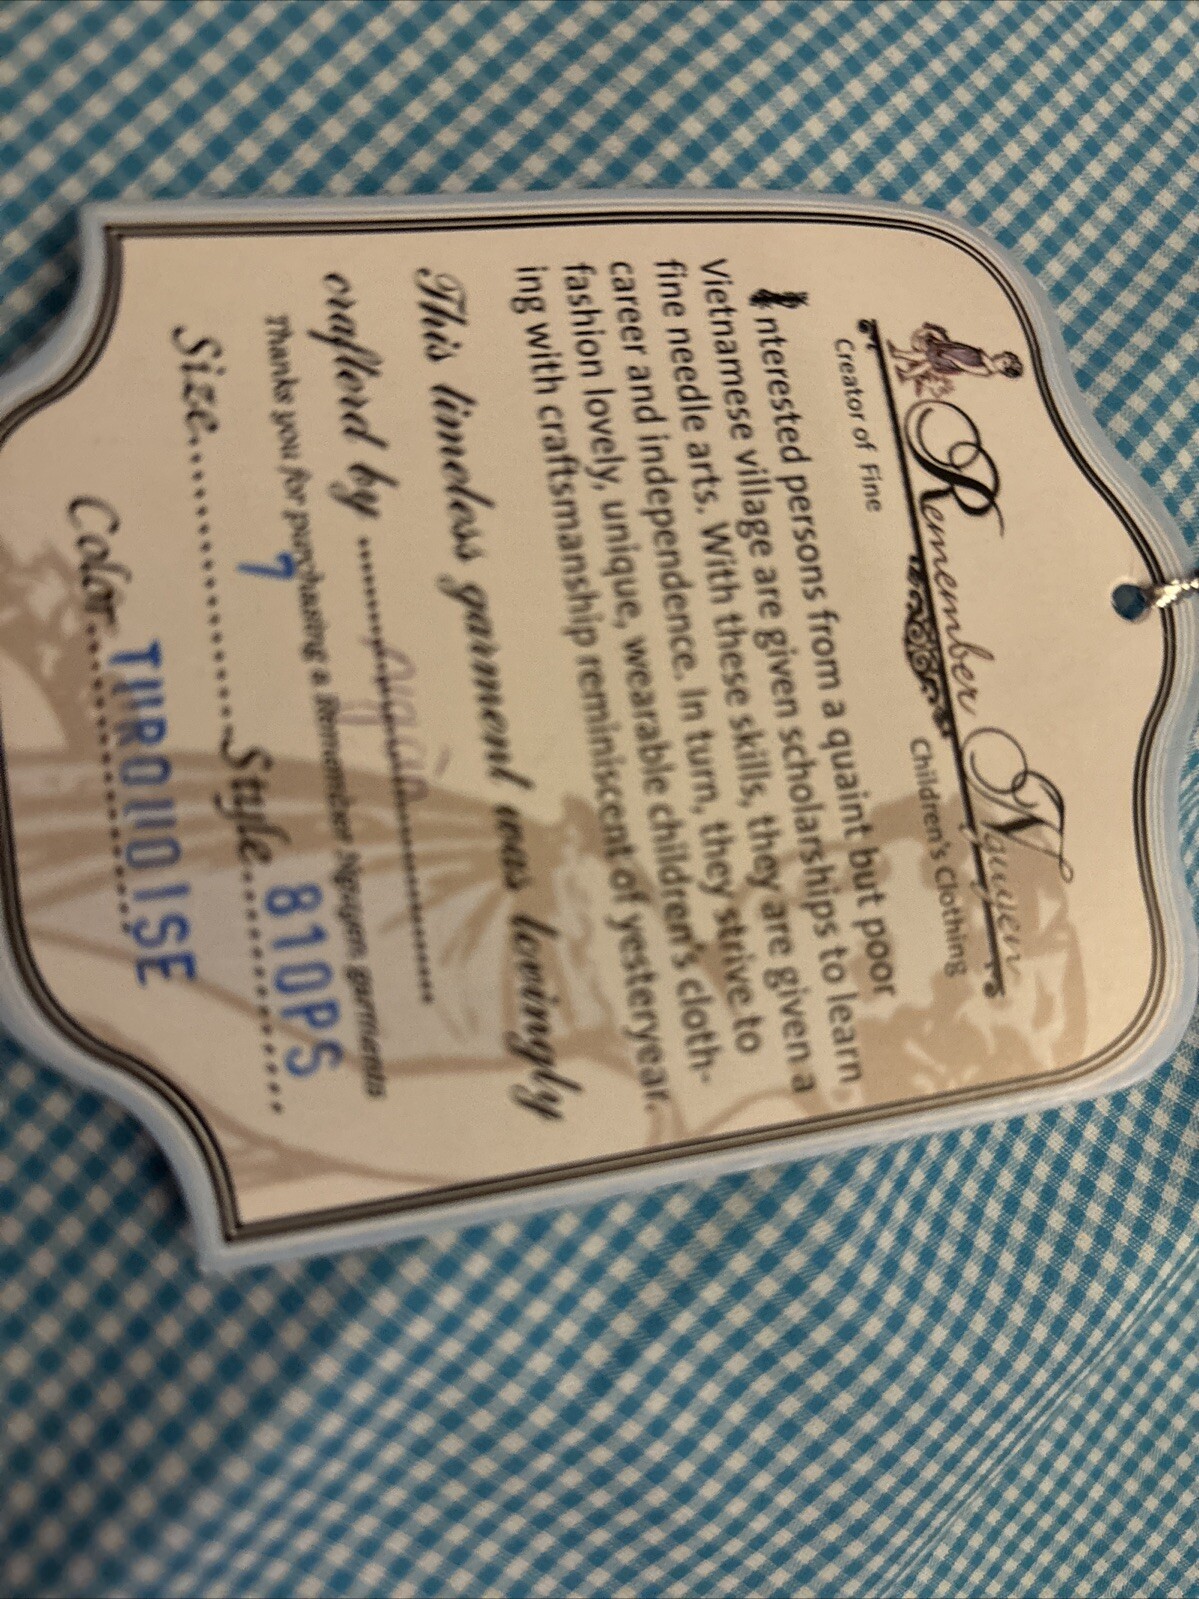 Remember Nguyen
Creator of Fine Children's Clothing
Interested persons from a quaint but poor
Vietnamese village are given scholarships to learn
fine needle arts. With these skills, they are given a
career and independence. In turn, they strive to
fashion lovely, unique, wearable children's cloth-
ing with craftsmanship reminiscent of yesteryear.
This timeless garment was lovingly
crafterd by
Thanks you for purchasing a Remember Nguyen garments
Size 7 Style 810PS
Color TURQUOISE